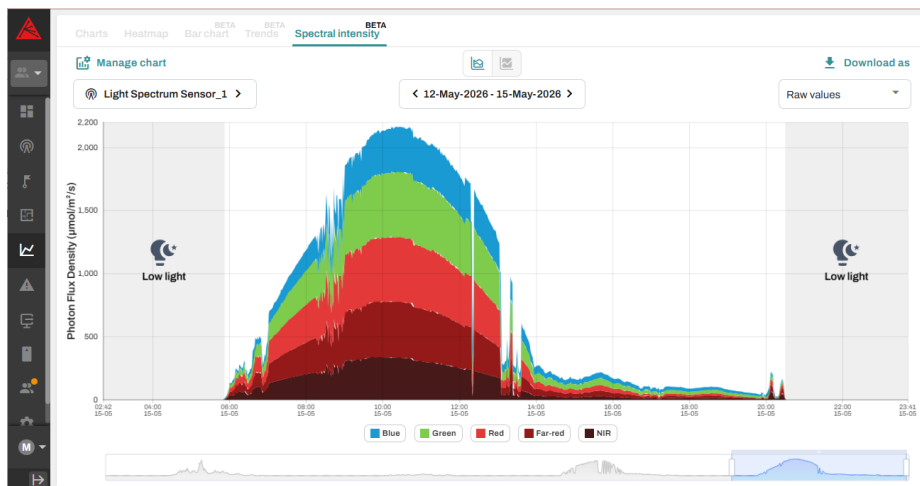 BETA BETA BETA
Charts Heatmap Bar chart Trends Spectral intensity
Manage chart Download as
Light Spectrum Sensor_1 12-May-2026 - 15-May-2026 Raw values
Photon Flux Density (µmol/m²/s)
2,200
2,000
1,500
1,000
500
0
Low light Low light
02:42 04:00 06:00 08:00 10:00 12:00 14:00 16:00 18:00 20:00 22:00 23:41
15-05 15-05 15-05 15-05 15-05 15-05 15-05 15-05 15-05 15-05 15-05 15-05
Blue Green Red Far-red NIR
M